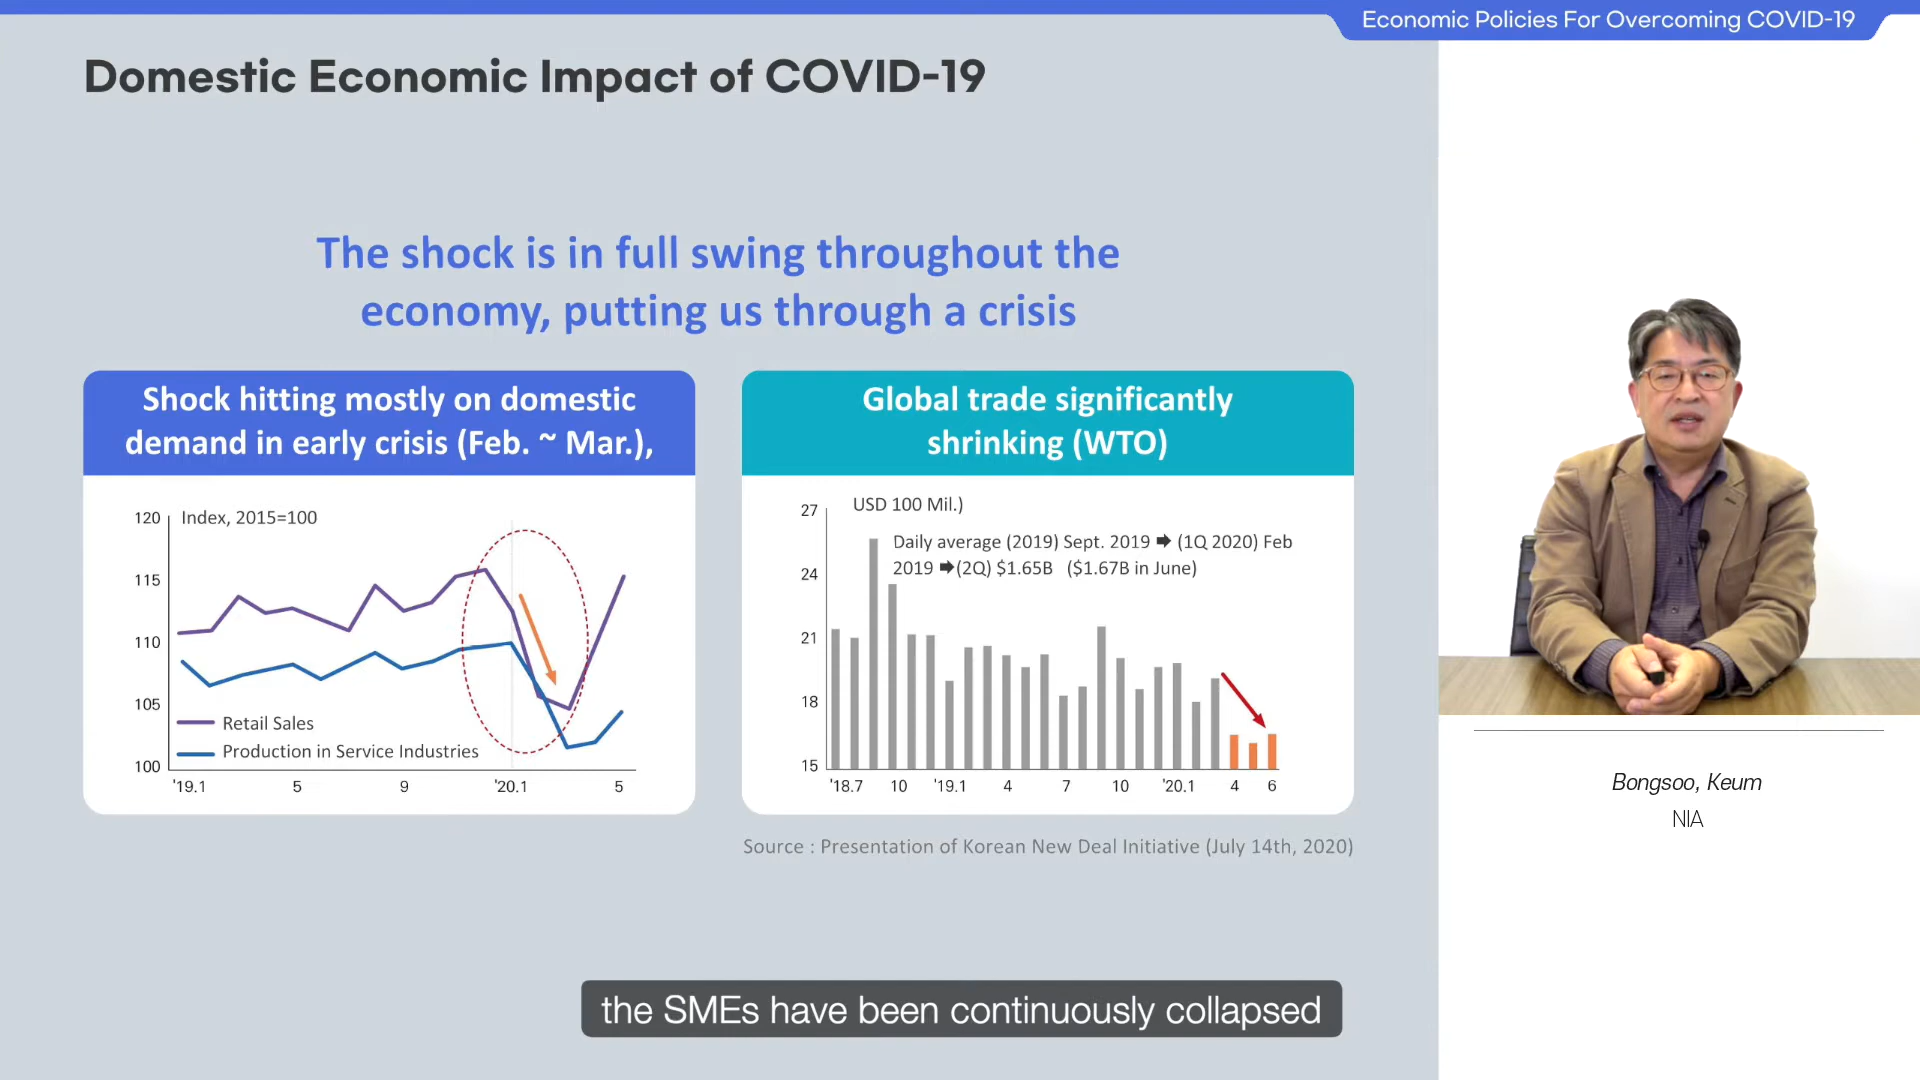 Economic Policies For Overcoming COVID-19
Domestic Economic Impact of COVID-19
The shock is in full swing throughout the
economy, putting us through a crisis
Shock hitting mostly on domestic
demand in early crisis (Feb. ~ Mar.),
120
Index, 2015=100
115
110
105
100
Retail Sales
Production in Service Industries
'19.1
5
9
'20.1
5
Global trade significantly
shrinking (WTO)
27
USD 100 Mil.)
Daily average (2019) Sept. 2019 ➡ (1Q 2020) Feb
2019 ➡(2Q) $1.65B ($1.67B in June)
24
21
18
15
'18.7
10
'19.1
4
7
10
'20.1
4
6
Source : Presentation of Korean New Deal Initiative (July 14th, 2020)
Bongsoo, Keum
NIA
the SMEs have been continuously collapsed